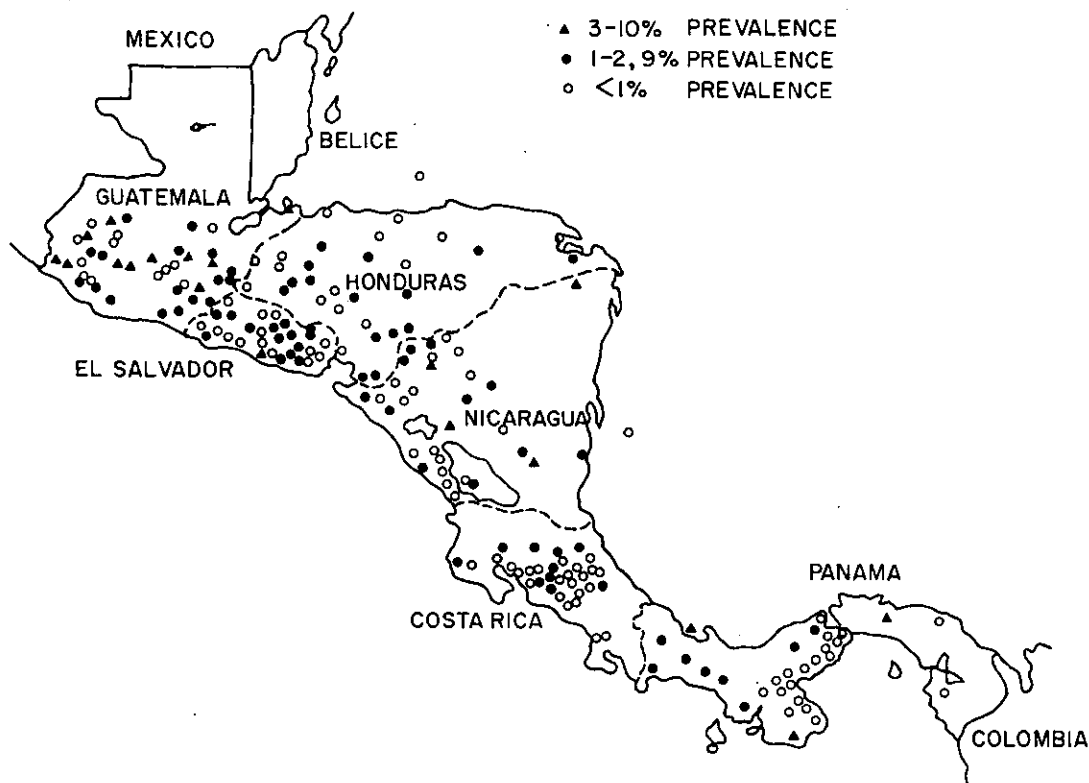 ▲ 3-10% PREVALENCE
● 1-2,9% PREVALENCE
○ <1% PREVALENCE
MEXICO
BELICE
GUATEMALA
HONDURAS
EL SALVADOR
NICARAGUA
COSTA RICA
PANAMA
COLOMBIA